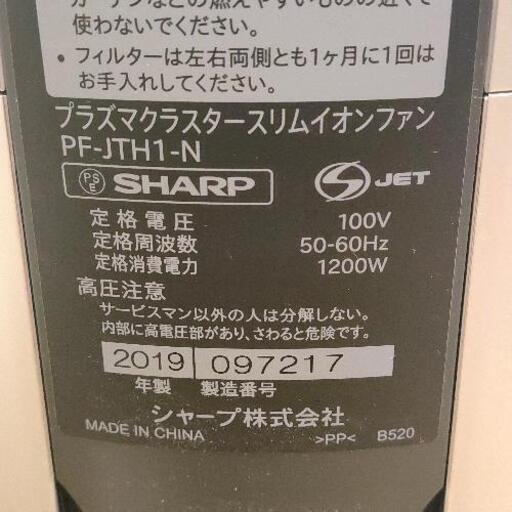 カーテンなどの燃えやすいものの近くで
使わないでください。
• フィルターは左右両側とも1ヶ月に1回は
お手入れしてください。
プラズマクラスタースリムイオンファン
PF-JTH1-N
PSE SHARP S JET
定格電圧 100V
定格周波数 50-60Hz
定格消費電力 1200W
高圧注意
サービスマン以外の人は分解しない。
内部に高電圧部があり、さわると危険です。
2019 097217
年製 製造番号
シャープ株式会社
MADE IN CHINA >PP< B520